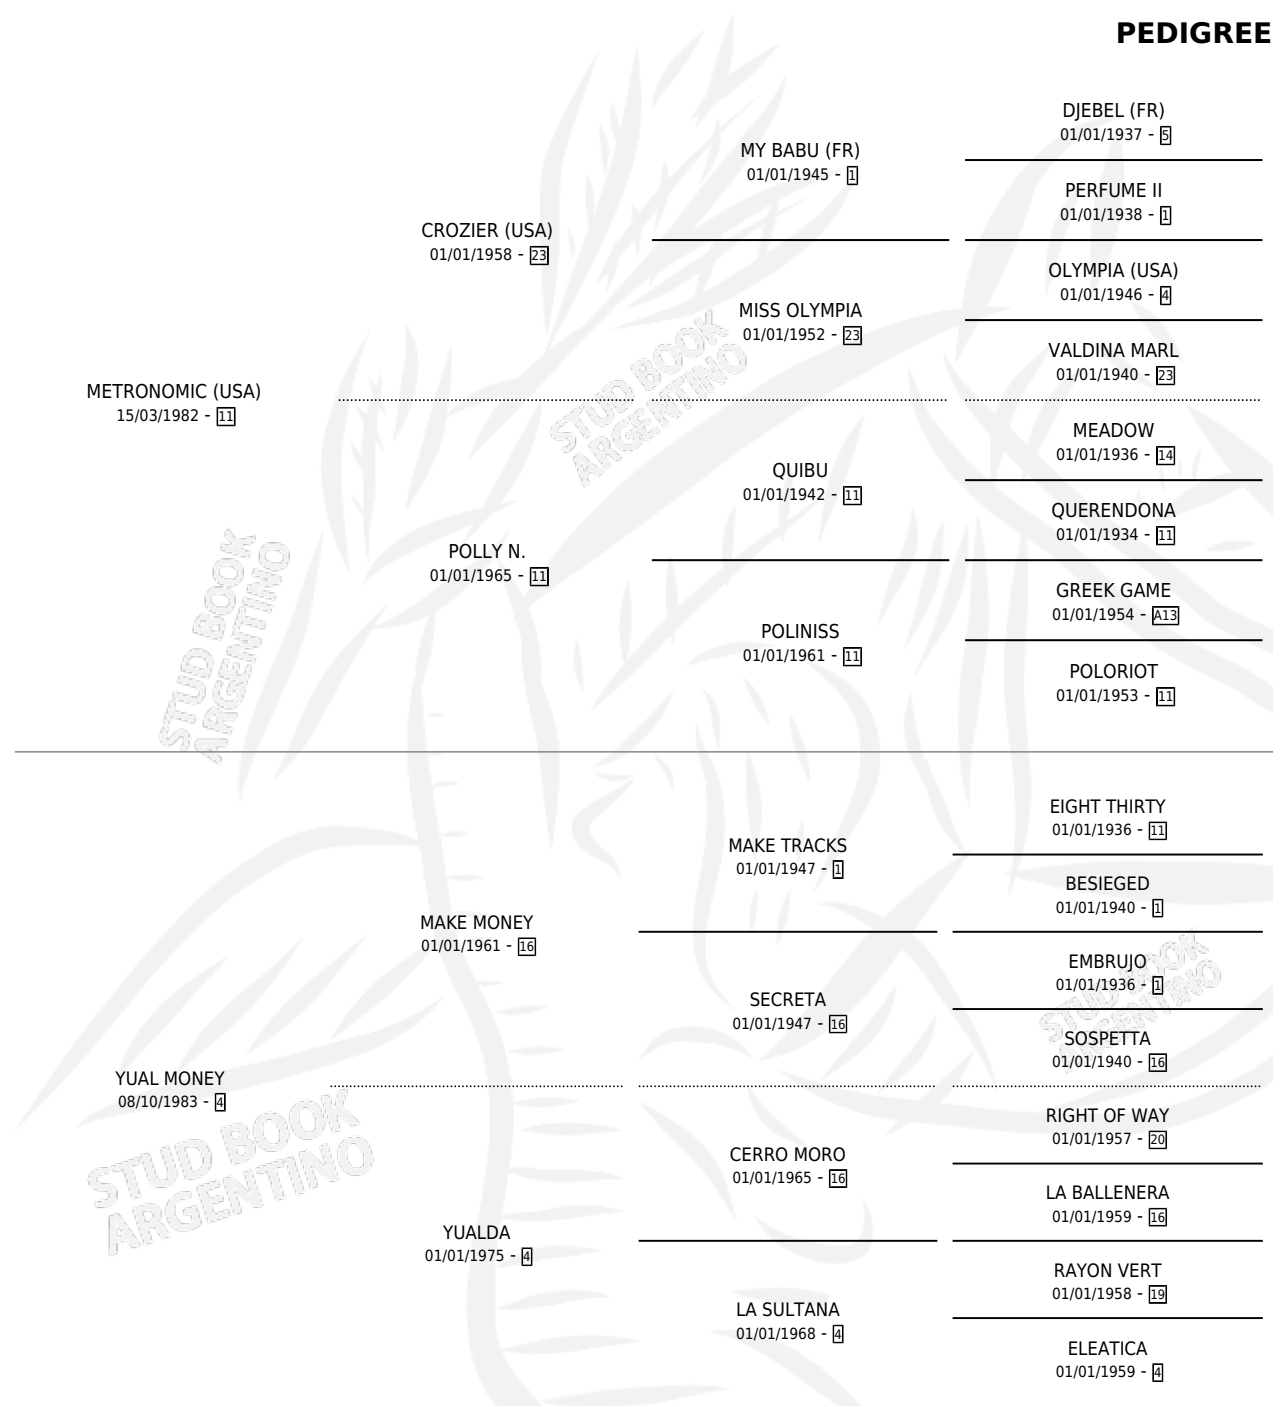 PEDIGREE
DJEBEL (FR)
01/01/1937 - 5
MY BABU (FR)
01/01/1945 - 1
PERFUME II
01/01/1938 - 1
CROZIER (USA)
01/01/1958 - 23
OLYMPIA (USA)
01/01/1946 - 4
MISS OLYMPIA
01/01/1952 - 23
VALDINA MARL
01/01/1940 - 23
METRONOMIC (USA)
15/03/1982 - 11
MEADOW
01/01/1936 - 14
QUIBU
01/01/1942 - 11
QUERENDONA
01/01/1934 - 11
POLLY N.
01/01/1965 - 11
GREEK GAME
01/01/1954 - A13
POLINISS
01/01/1961 - 11
POLORIOT
01/01/1953 - 11
EIGHT THIRTY
01/01/1936 - 11
MAKE TRACKS
01/01/1947 - 1
BESIEGED
01/01/1940 - 1
MAKE MONEY
01/01/1961 - 16
EMBRUJO
01/01/1936 - 1
SECRETA
01/01/1947 - 16
SOSPETTA
01/01/1940 - 16
YUAL MONEY
08/10/1983 - 4
RIGHT OF WAY
01/01/1957 - 20
CERRO MORO
01/01/1965 - 16
LA BALLENERA
01/01/1959 - 16
YUALDA
01/01/1975 - 4
RAYON VERT
01/01/1958 - 19
LA SULTANA
01/01/1968 - 4
ELEATICA
01/01/1959 - 4
STUD BOOK
ARGENTINO
STUD BOOK
ARGENTINO
STUD BOOK
ARGENTINO
STUD BOOK
ARGENTINO